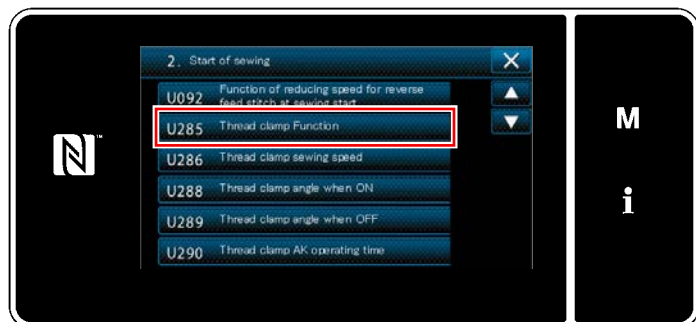 2. Start of sewing
U092 Function of reducing speed for reverse
feed stitch at sewing start
U285 Thread clamp Function
U286 Thread clamp sewing speed
U288 Thread clamp angle when ON
U289 Thread clamp angle when OFF
U290 Thread clamp AK operating time
N
M
i